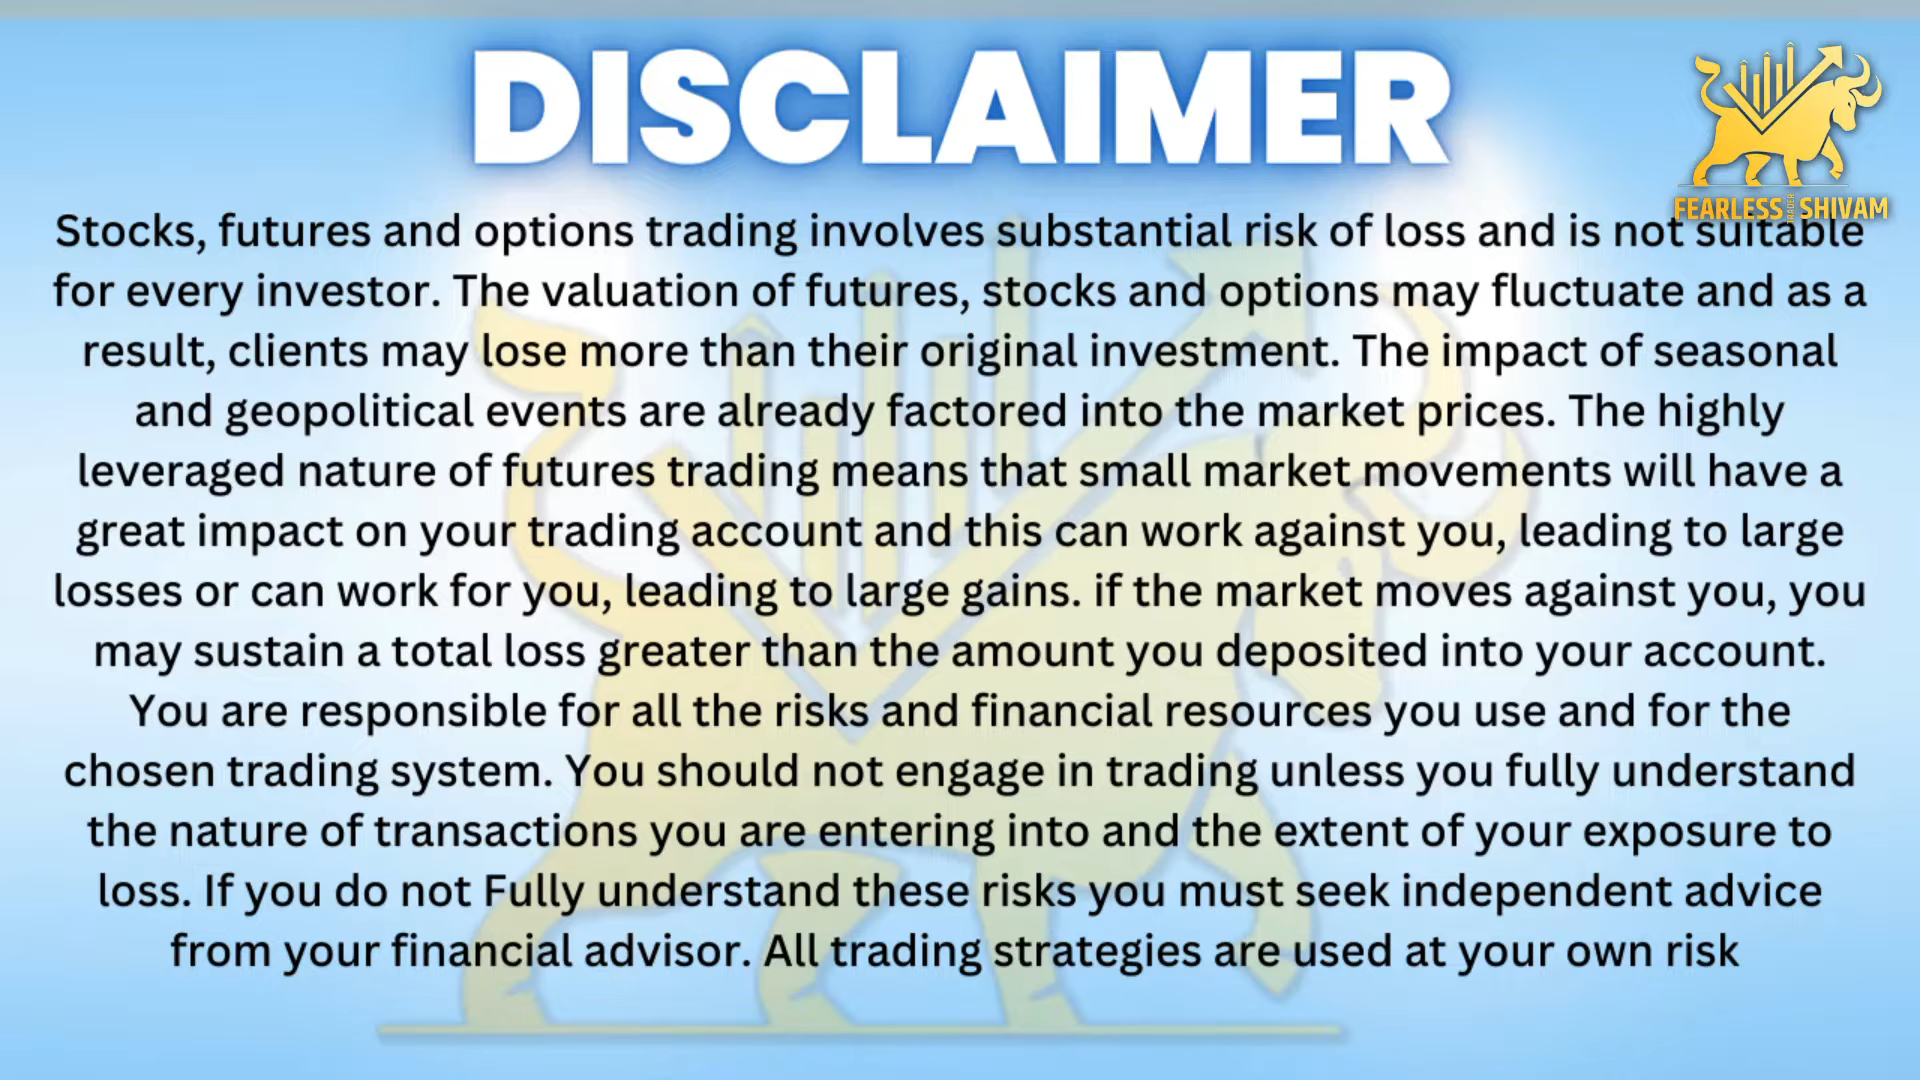 DISCLAIMER
FEARLESS TRADER SHIVAM
Stocks, futures and options trading involves substantial risk of loss and is not suitable
for every investor. The valuation of futures, stocks and options may fluctuate and as a
result, clients may lose more than their original investment. The impact of seasonal
and geopolitical events are already factored into the market prices. The highly
leveraged nature of futures trading means that small market movements will have a
great impact on your trading account and this can work against you, leading to large
losses or can work for you, leading to large gains. if the market moves against you, you
may sustain a total loss greater than the amount you deposited into your account.
You are responsible for all the risks and financial resources you use and for the
chosen trading system. You should not engage in trading unless you fully understand
the nature of transactions you are entering into and the extent of your exposure to
loss. If you do not Fully understand these risks you must seek independent advice
from your financial advisor. All trading strategies are used at your own risk